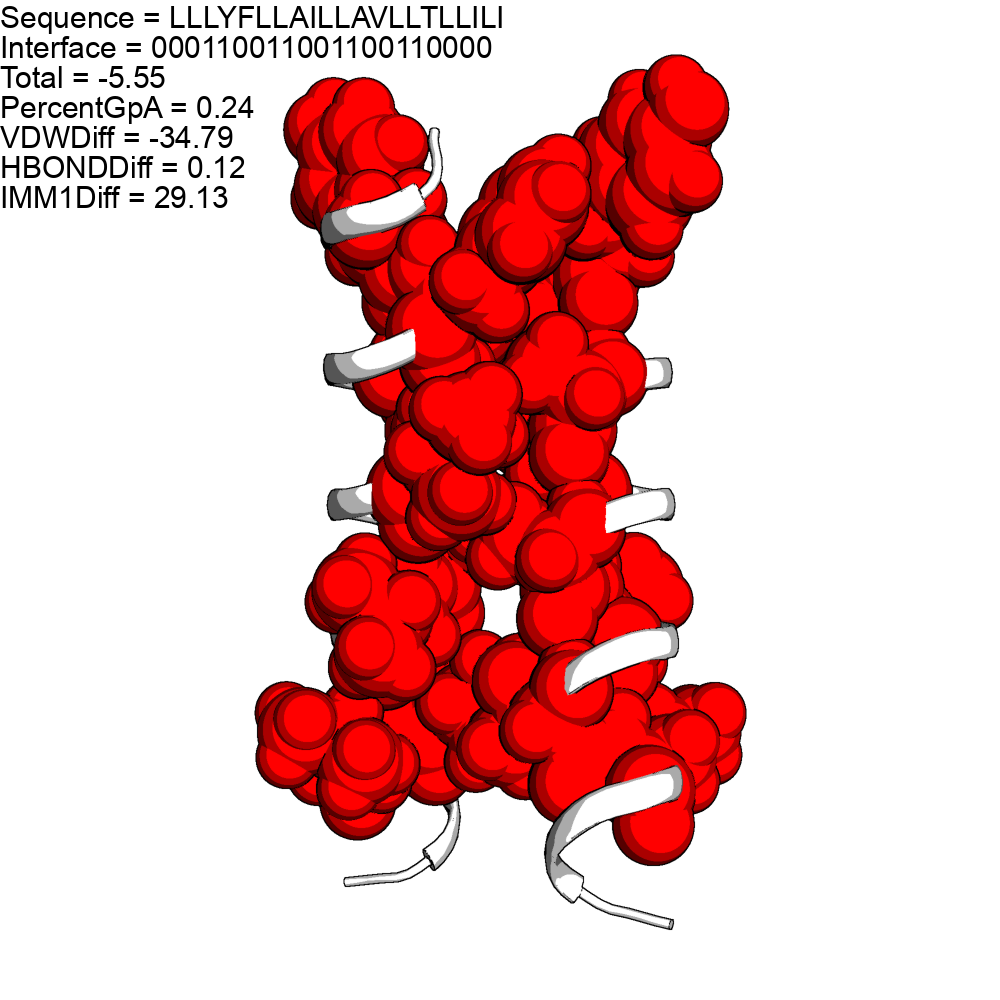 Sequence = LLLYFLLAILLAVLLTLLILI
Interface = 000110011001100110000
Total = -5.55
PercentGpA = 0.24
VDWDiff = -34.79
HBONDDiff = 0.12
IMM1Diff = 29.13